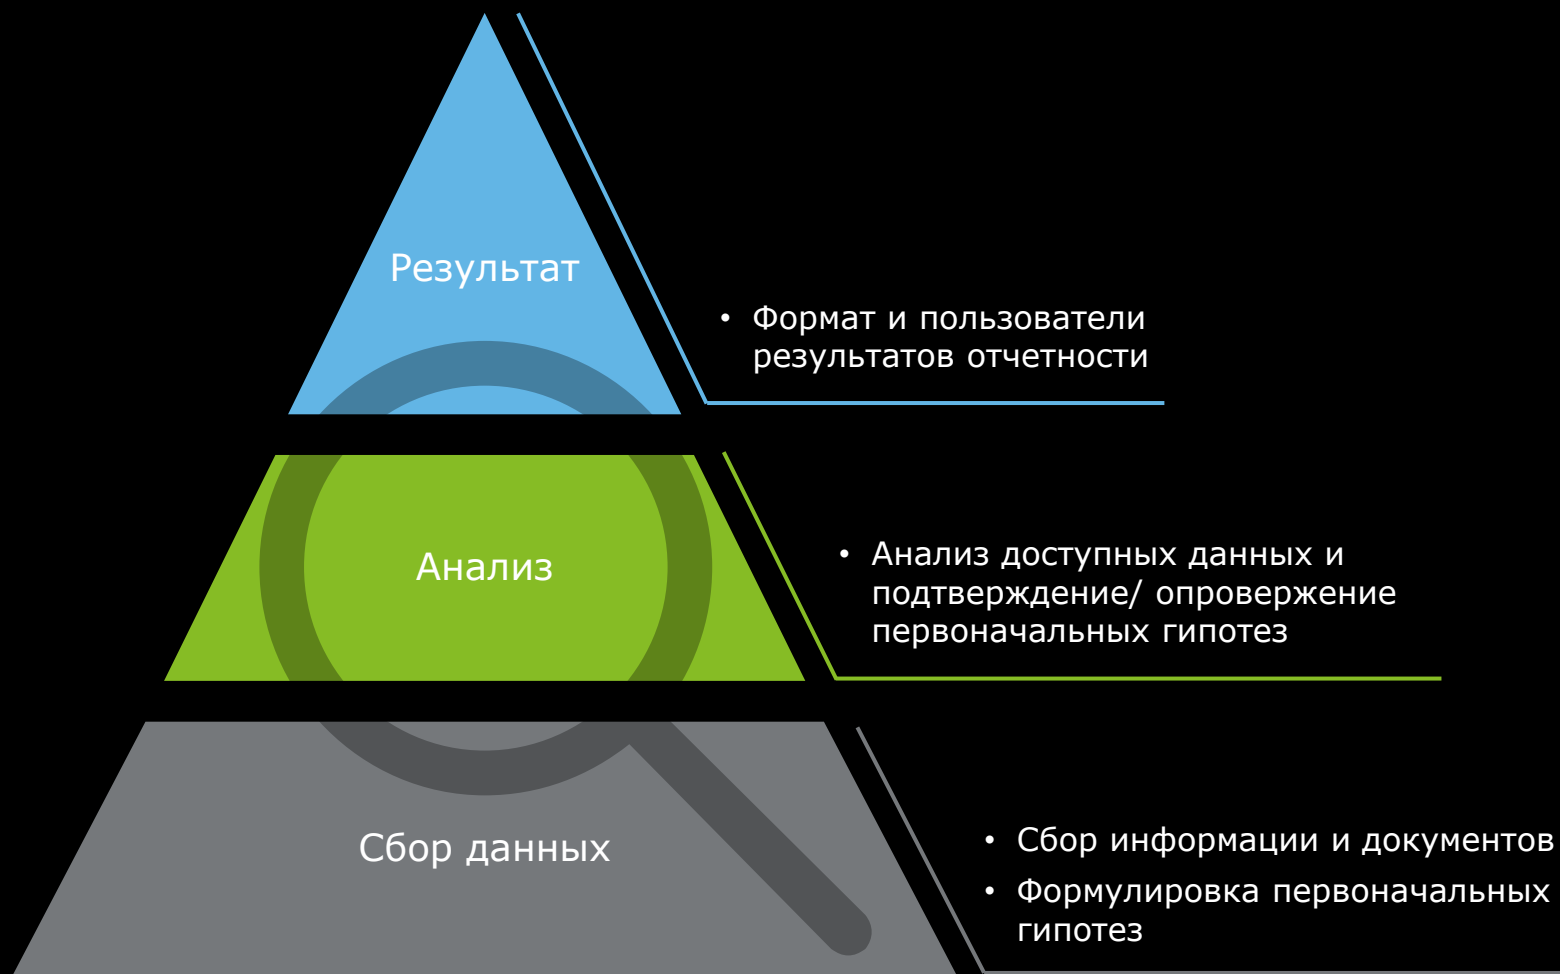 Результат
• Формат и пользователи
результатов отчетности
Анализ
• Анализ доступных данных и
подтверждение/ опровержение
первоначальных гипотез
Сбор данных
• Сбор информации и документов
• Формулировка первоначальных
гипотез